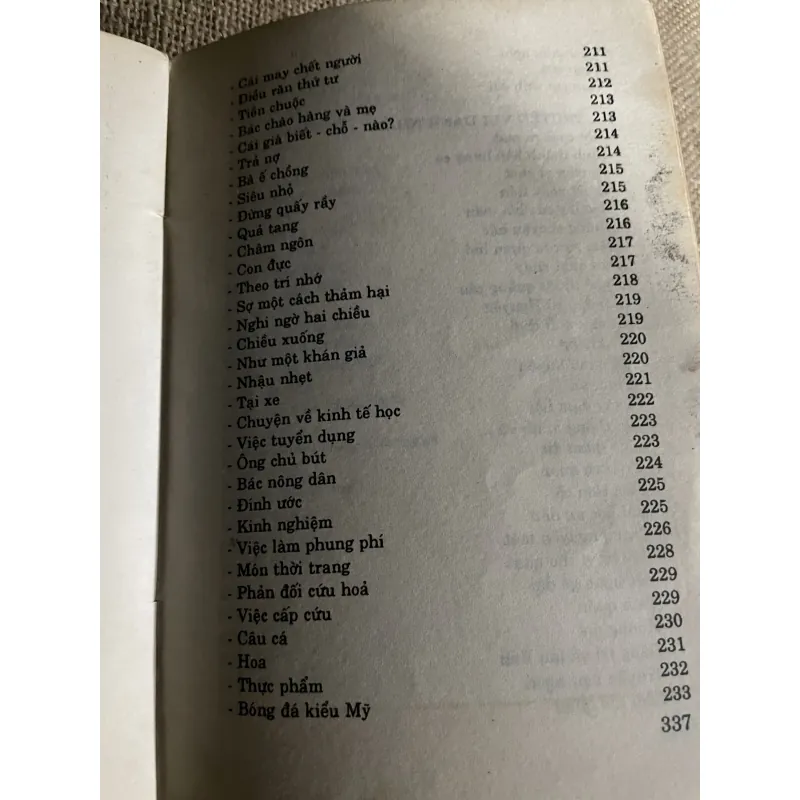 - Cái may chết người 211
- Điều răn thứ tư 211
- Tiền chuộc 212
- Bác chào hàng và mẹ 213
- Cái giá biết - chỗ - nào? 213
- Trả nợ 214
- Bà ế chồng 214
- Siêu nhỏ 215
- Đừng quấy rầy 215
- Quả tang 216
- Châm ngôn 216
- Con đực 217
- Theo trí nhớ 217
- Sợ một cách thảm hại 218
- Nghi ngờ hai chiều 219
- Chiều xuống 219
- Như một khán giả 220
- Nhậu nhẹt 220
- Tại xe 221
- Chuyện về kinh tế học 222
- Việc tuyển dụng 223
- Ông chủ bút 223
- Bác nông dân 224
- Đính ước 225
- Kinh nghiệm 225
- Việc làm phung phí 226
- Món thời trang 228
- Phản đối cứu hoả 229
- Việc cấp cứu 229
- Câu cá 230
- Hoa 231
- Thực phẩm 232
- Bóng đá kiểu Mỹ 233
337